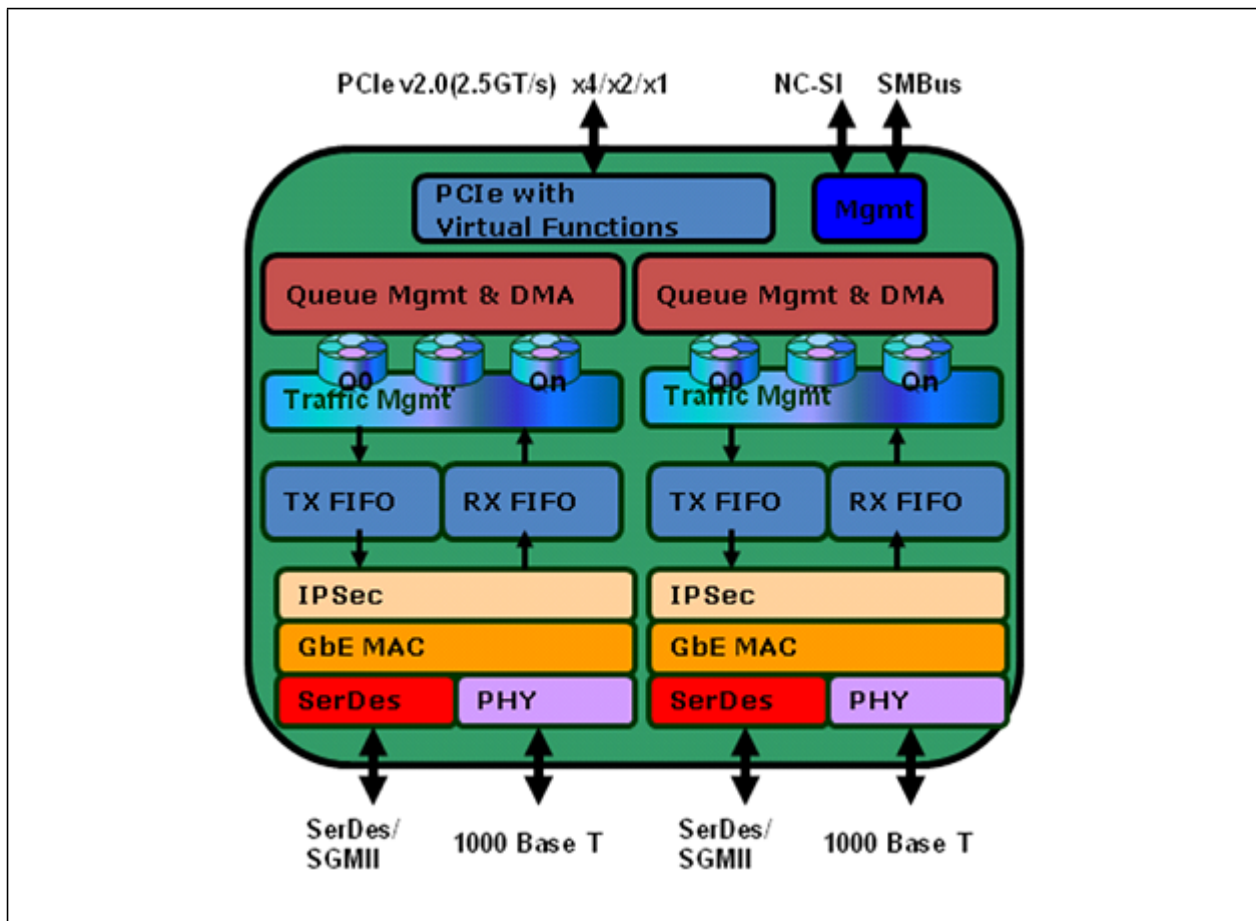 PCIe v2.0(2.5GT/s) x4/x2/x1 NC-SI SMBus
PCIe with
Virtual Functions
Mgmt
Queue Mgmt & DMA Queue Mgmt & DMA
Q0 ... Qn Q0 ... Qn
Traffic Mgmt Traffic Mgmt
TX FIFO RX FIFO TX FIFO RX FIFO
IPSec IPSec
GbE MAC GbE MAC
SerDes PHY SerDes PHY
SerDes/
SGMII
1000 Base T
SerDes/
SGMII
1000 Base T